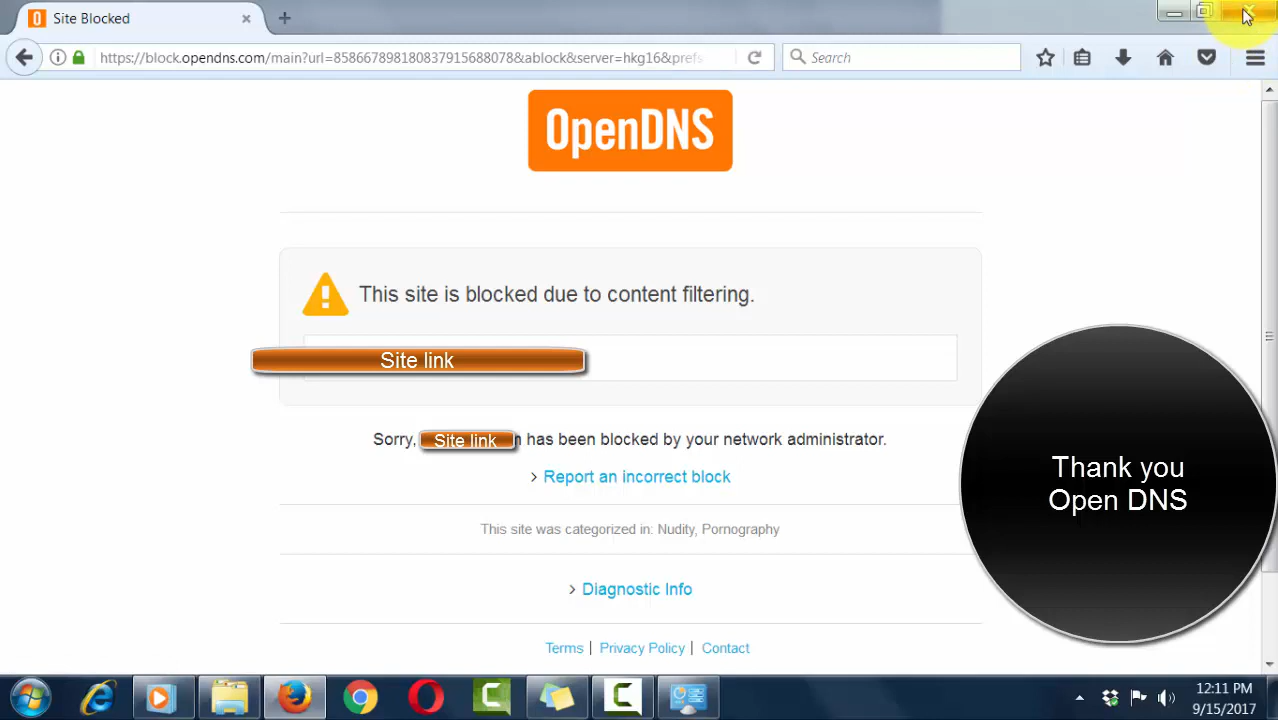 Site Blocked
https://block.opendns.com/main?url=858667808180837915688078&ablock&server=hkg16&prefs
Search
OpenDNS
This site is blocked due to content filtering.
Site link
Sorry, Site link n has been blocked by your network administrator.
> Report an incorrect block
This site was categorized in: Nudity, Pornography
> Diagnostic Info
Terms | Privacy Policy | Contact
Thank you
Open DNS
12:11 PM
9/15/2017